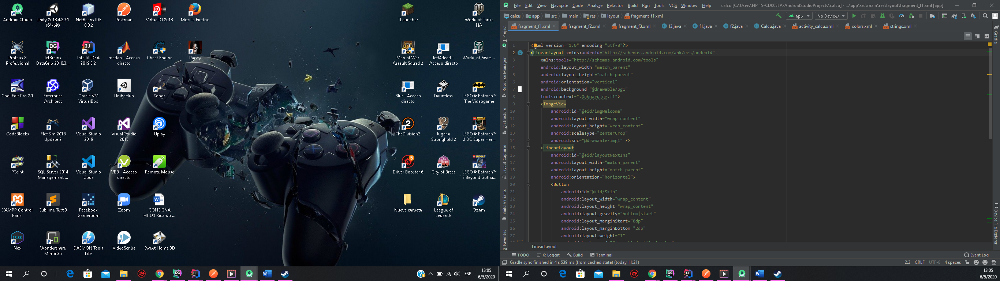 Android Studio
Unity 2018.4.20f1
(64-bit)
NetBeans IDE
8.0.2
Postman
VirtualDJ 2018
Mozilla Firefox
TLauncher
World of Tanks
NA
Proteus 8
Professional
JetBrains
DataGrip 2018.3...
IntelliJ IDEA
2019.3.2
matlab - Acceso
directo
Cheat Engine
Pacify
Men of War
Assault Squad 2
left4dead -
Acceso directo
World_of_Wars...
Cool Edit Pro 2.1
Enterprise
Architect
Oracle VM
VirtualBox
Unity Hub
Songr
Blur - Acceso
directo
Dauntless
LEGO® Batman™
The Videogame
CodeBlocks
FlexSim 2018
Update 2
Visual Studio
2019
Visual Studio
2015
Uplay
TheDivision2
Jugar a
Stronghold 2
LEGO® Batman™
2 DC Super Her...
PSeInt
SQL Server 2014
Management ...
Visual Studio
Code
VBB - Acceso
directo
Remote Mouse
Driver Booster 6
City of Brass
LEGO® Batman™
3 Beyond Gotha...
XAMPP Control
Panel
Sublime Text 3
Facebook
Gameroom
Zoom
CONSIGNA
HITO3 Ricardo ...
Nueva carpeta
League of
Legends
Steam
Nox
Wondershare
MirrorGo
DAEMON Tools
Lite
VideoScribe
Sweet Home 3D
SONY
ESP
13:05
6/5/2020
File Edit View Navigate Code Analyze Refactor Build Run Tools VCS Window Help calcu [C:\Users\HP 15-CD005LA\AndroidStudioProjects\calcu] - ...\app\src\main\res\layout\fragment_f1.xml [app]
calcu app src main res layout fragment_f1.xml app No Devices
fragment_f1.xml fragment_f2.xml fragment_f3.xml f3.java f1.java f2.java Calcu.java activity_calcu.xml colors.xml strings.xml
1: Project
Resource Manager
7: Structure
Layout Captures
Build Variants
2: Favorites
Gradle
Device File Explorer
1 <?xml version="1.0" encoding="utf-8"?>
2 <LinearLayout xmlns:android="http://schemas.android.com/apk/res/android"
3 xmlns:tools="http://schemas.android.com/tools"
4 android:layout_width="match_parent"
5 android:layout_height="match_parent"
6 android:orientation="vertical"
7 android:background="@drawable/bg1"
8 tools:context=".Onboarding.f1">
9 <ImageView
10 android:id="@+id/imgWelcome"
11 android:layout_width="wrap_content"
12 android:layout_height="wrap_content"
13 android:scaleType="centerCrop"
14 android:src="@drawable/img1" />
15 <LinearLayout
16 android:id="@+id/layoutNextIns"
17 android:layout_width="match_parent"
18 android:layout_height="match_parent"
19 android:orientation="horizontal">
20 <Button
21 android:id="@+id/Skip"
22 android:layout_width="wrap_content"
23 android:layout_height="wrap_content"
24 android:layout_gravity="bottom|start"
25 android:layout_marginStart="8dp"
26 android:layout_marginBottom="2dp"
27 android:layout_weight="1"
LinearLayout
TODO 6: Logcat Build Terminal Event Log
Gradle sync finished in 4 s 539 ms (from cached state) (today 11:21) 2:2 CRLF UTF-8 4 spaces
13:05
6/5/2020